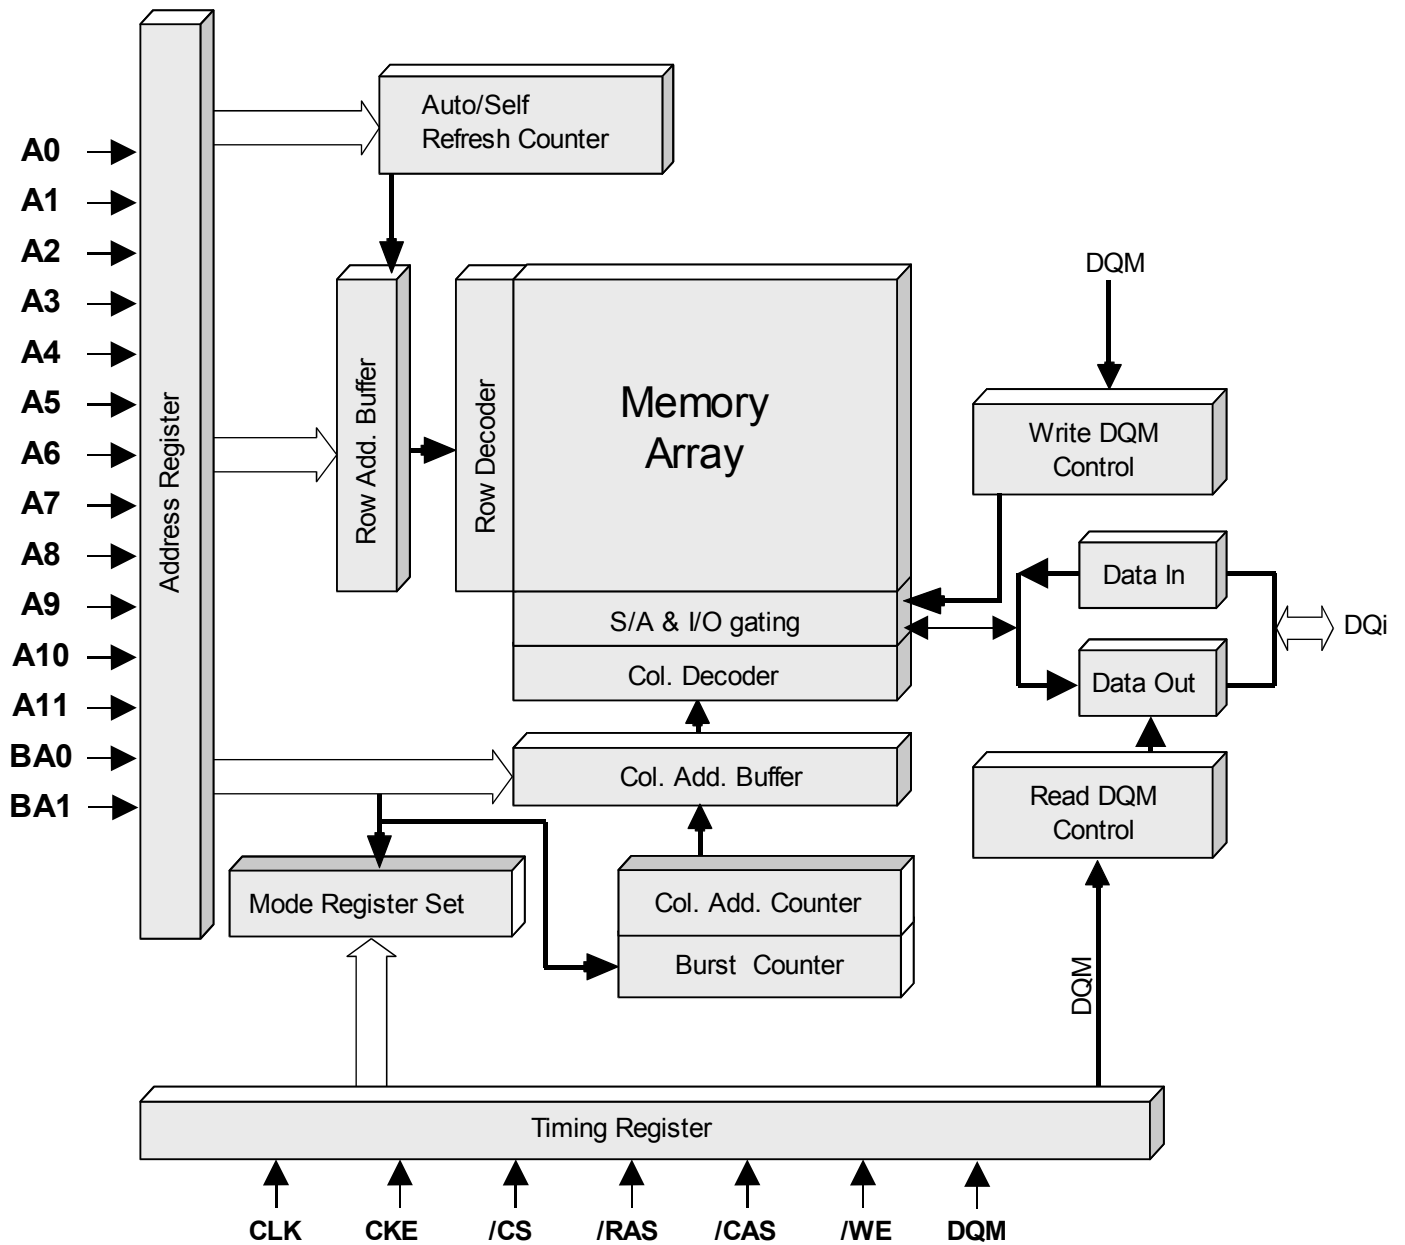 Auto/Self
Refresh Counter
A0
A1
A2
A3
A4
A5
A6
A7
A8
A9
A10
A11
BA0
BA1
Address Register
Row Add. Buffer
Row Decoder
Memory
Array
S/A & I/O gating
Col. Decoder
Col. Add. Buffer
Mode Register Set
Col. Add. Counter
Burst Counter
DQM
Write DQM
Control
Data In
DQi
Data Out
Read DQM
Control
DQM
Timing Register
CLK
CKE
/CS
/RAS
/CAS
/WE
DQM